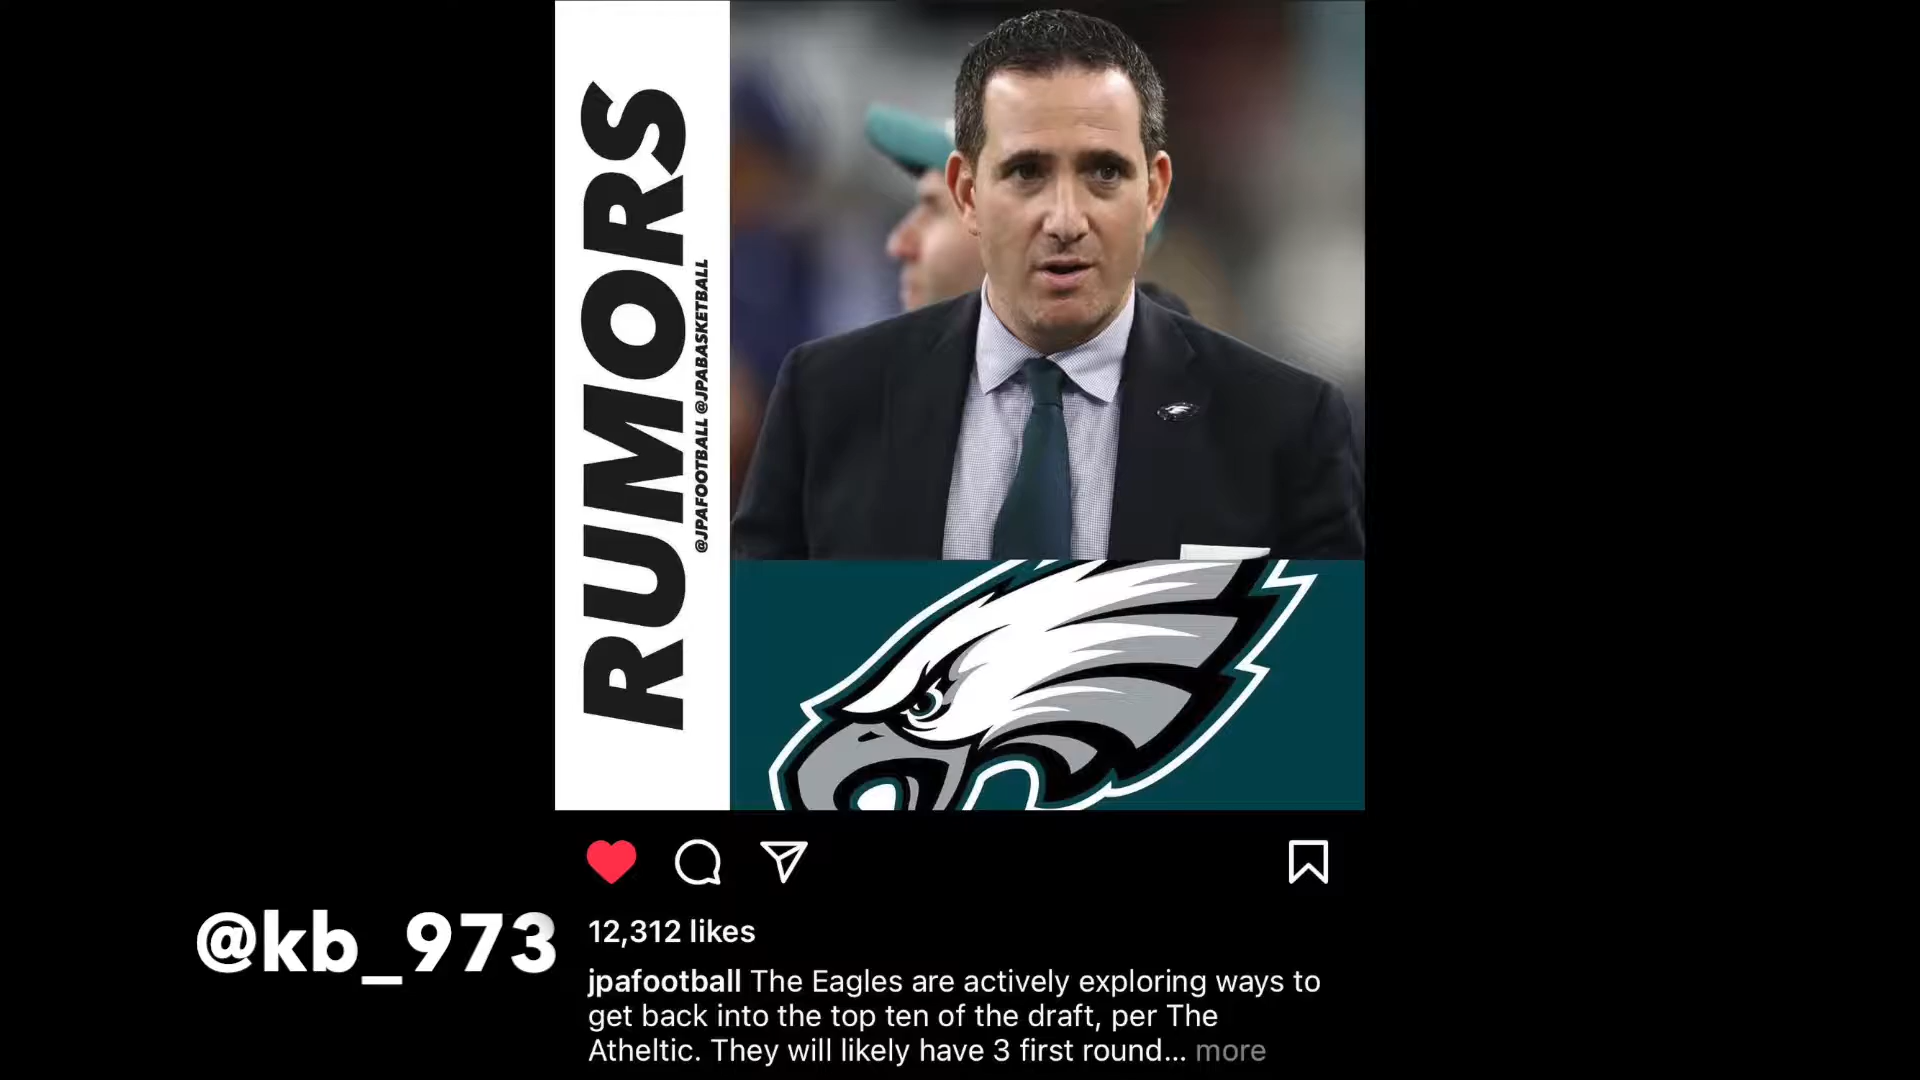 RUMORS
@JPAFOOTBALL @JPABASKETBALL
@kb_973
12,312 likes
jpafootball The Eagles are actively exploring ways to
get back into the top ten of the draft, per The
Atheltic. They will likely have 3 first round... more